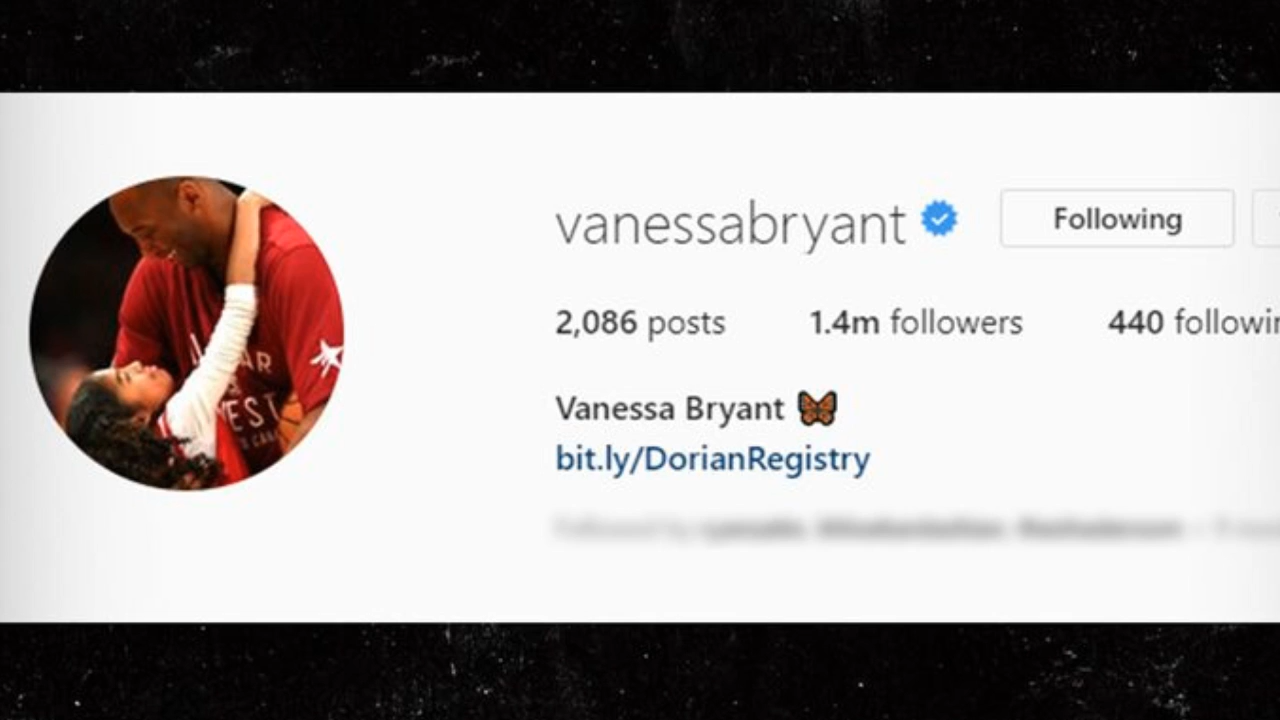 vanessabryant
Following
2,086 posts 1.4m followers 440 followin
Vanessa Bryant
bit.ly/DorianRegistry